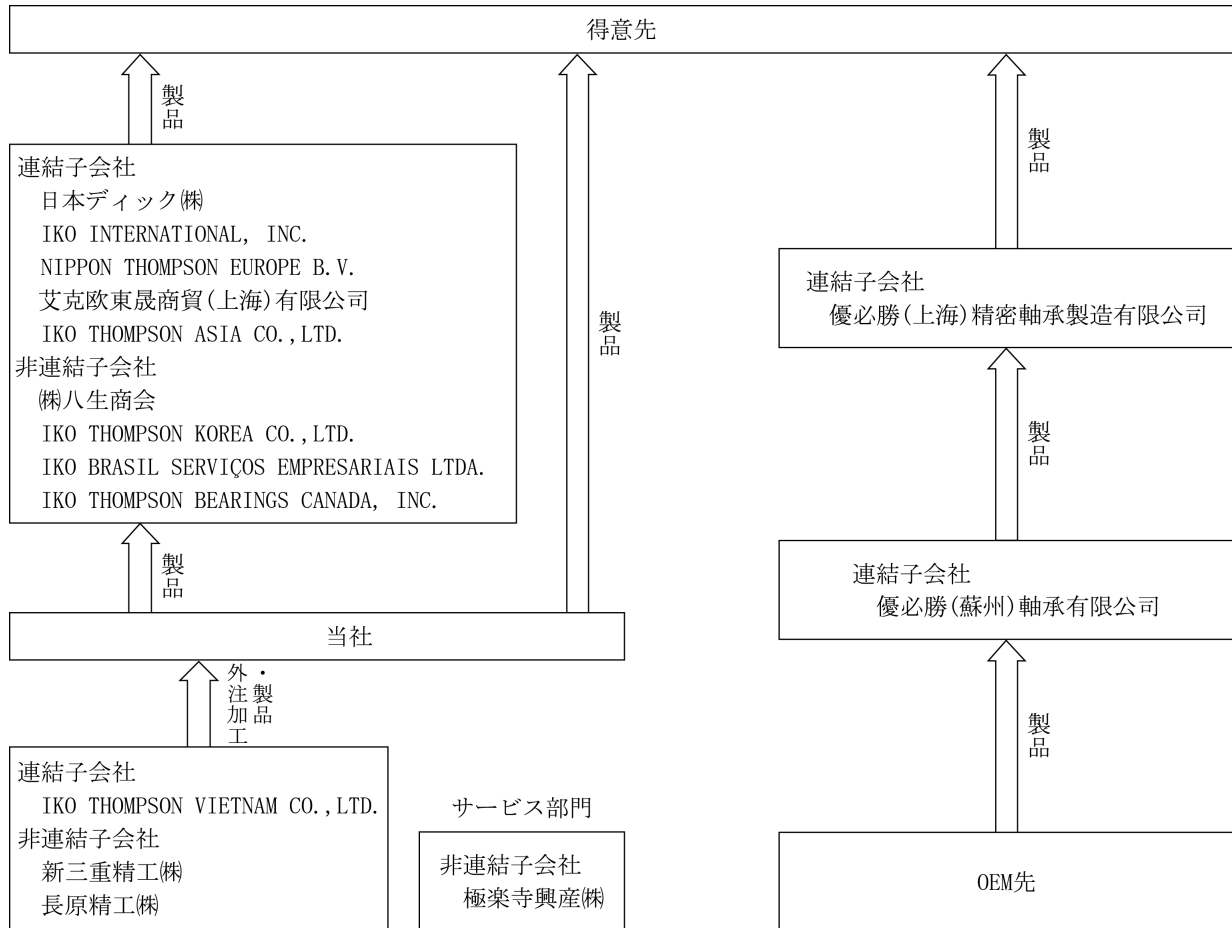 得意先
製品
連結子会社
日本ディック㈱
IKO INTERNATIONAL, INC.
NIPPON THOMPSON EUROPE B.V.
艾克欧東晟商貿(上海)有限公司
IKO THOMPSON ASIA CO.,LTD.
非連結子会社
㈱八生商会
IKO THOMPSON KOREA CO.,LTD.
IKO BRASIL SERVIÇOS EMPRESARIAIS LTDA.
IKO THOMPSON BEARINGS CANADA, INC.
製品
製品
当社
製品・
外注加工
連結子会社
IKO THOMPSON VIETNAM CO.,LTD.
非連結子会社
新三重精工㈱
長原精工㈱
サービス部門
非連結子会社
極楽寺興産㈱
製品
連結子会社
優必勝(上海)精密軸承製造有限公司
製品
連結子会社
優必勝(蘇州)軸承有限公司
製品
OEM先